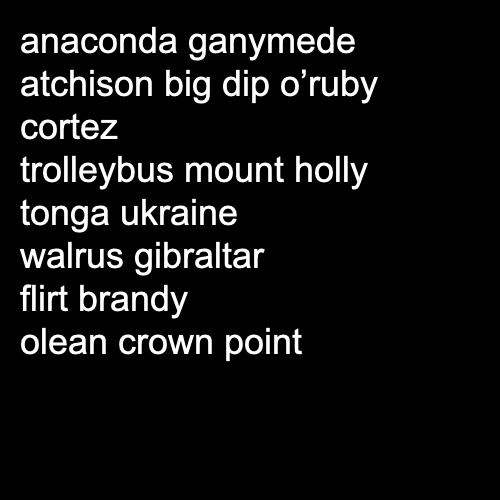 anaconda ganymede
atchison big dip o’ruby
cortez
trolleybus mount holly
tonga ukraine
walrus gibraltar
flirt brandy
olean crown point